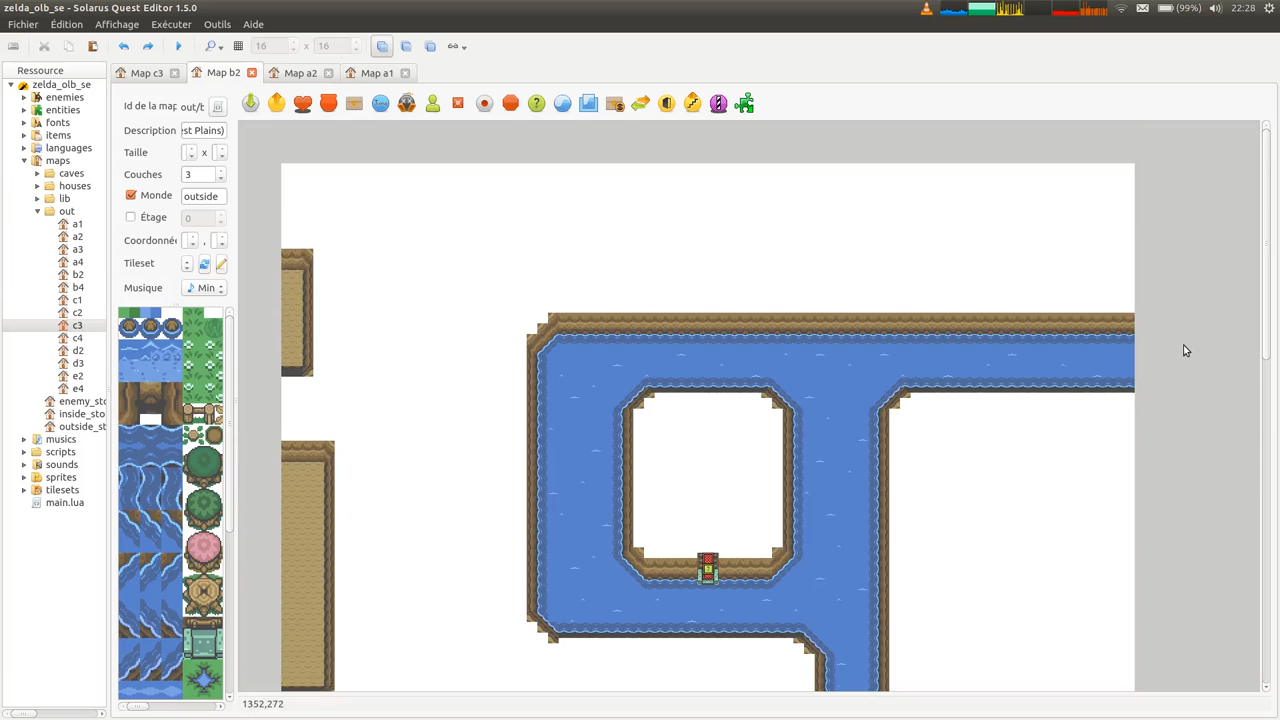 zelda_olb_se - Solarus Quest Editor 1.5.0
(99%) 22:28
Fichier Édition Affichage Exécuter Outils Aide
16 x 16
Ressource
zelda_olb_se
enemies
entities
fonts
items
languages
maps
caves
houses
lib
out
a1
a2
a3
a4
b2
b4
c1
c2
c3
c4
d2
d3
e2
e4
enemy_sto
inside_sto
outside_st
musics
scripts
sounds
sprites
tilesets
main.lua
Map c3 Map b2 Map a2 Map a1
Id de la map out/b
Description est Plains)
Taille x
Couches 3
Monde outside
Étage 0
Coordonnée ,
Tileset
Musique Min
1352,272